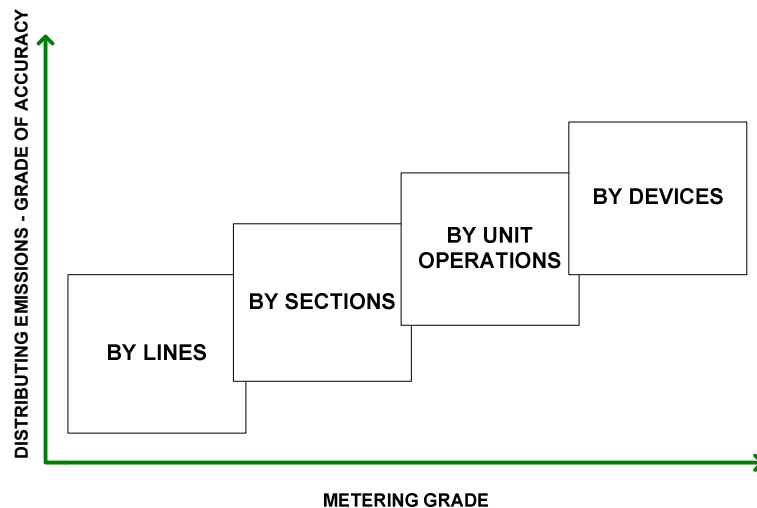 DISTRIBUTING EMISSIONS - GRADE OF ACCURACY
BY LINES
BY SECTIONS
BY UNIT
OPERATIONS
BY DEVICES
METERING GRADE